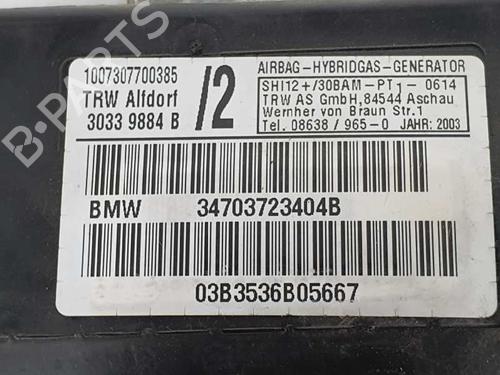 1007307700385
TRW Alfdorf
3033 9884 B
/2
AIRBAG-HYBRIDGAS-GENERATOR
SHI12+/30BAM-PT1- 0614
TRW AS GmbH,84544 Aschau
Wernher von Braun Str.1
Tel. 08638 / 965-0 JAHR: 2003
BMW 34703723404B
03B3536B05667